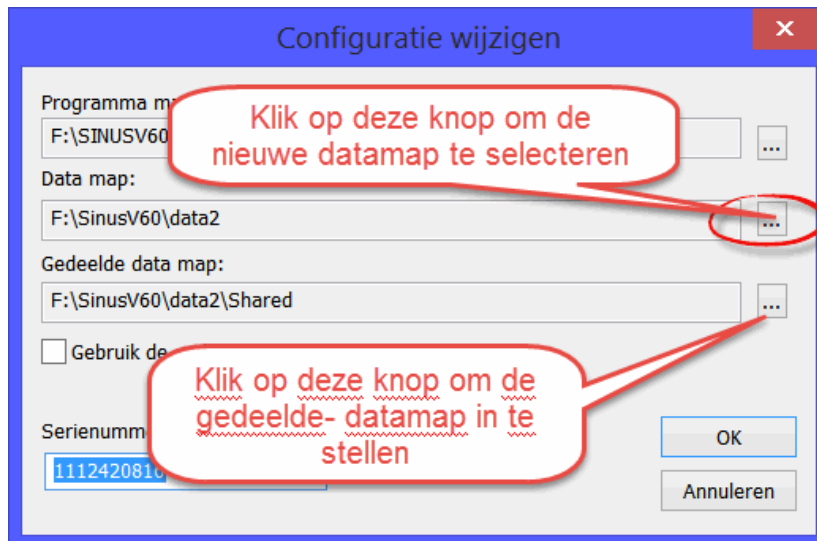 Configuratie wijzigen
Programma m
Klik op deze knop om de
nieuwe datamap te selecteren
F:\SINUSV60
...
Data map:
F:\SinusV60\data2
...
Gedeelde data map:
F:\SinusV60\data2\Shared
...
Gebruik de
Klik op deze knop om de
gedeelde- datamap in te
stellen
Serienumm
OK
Annuleren